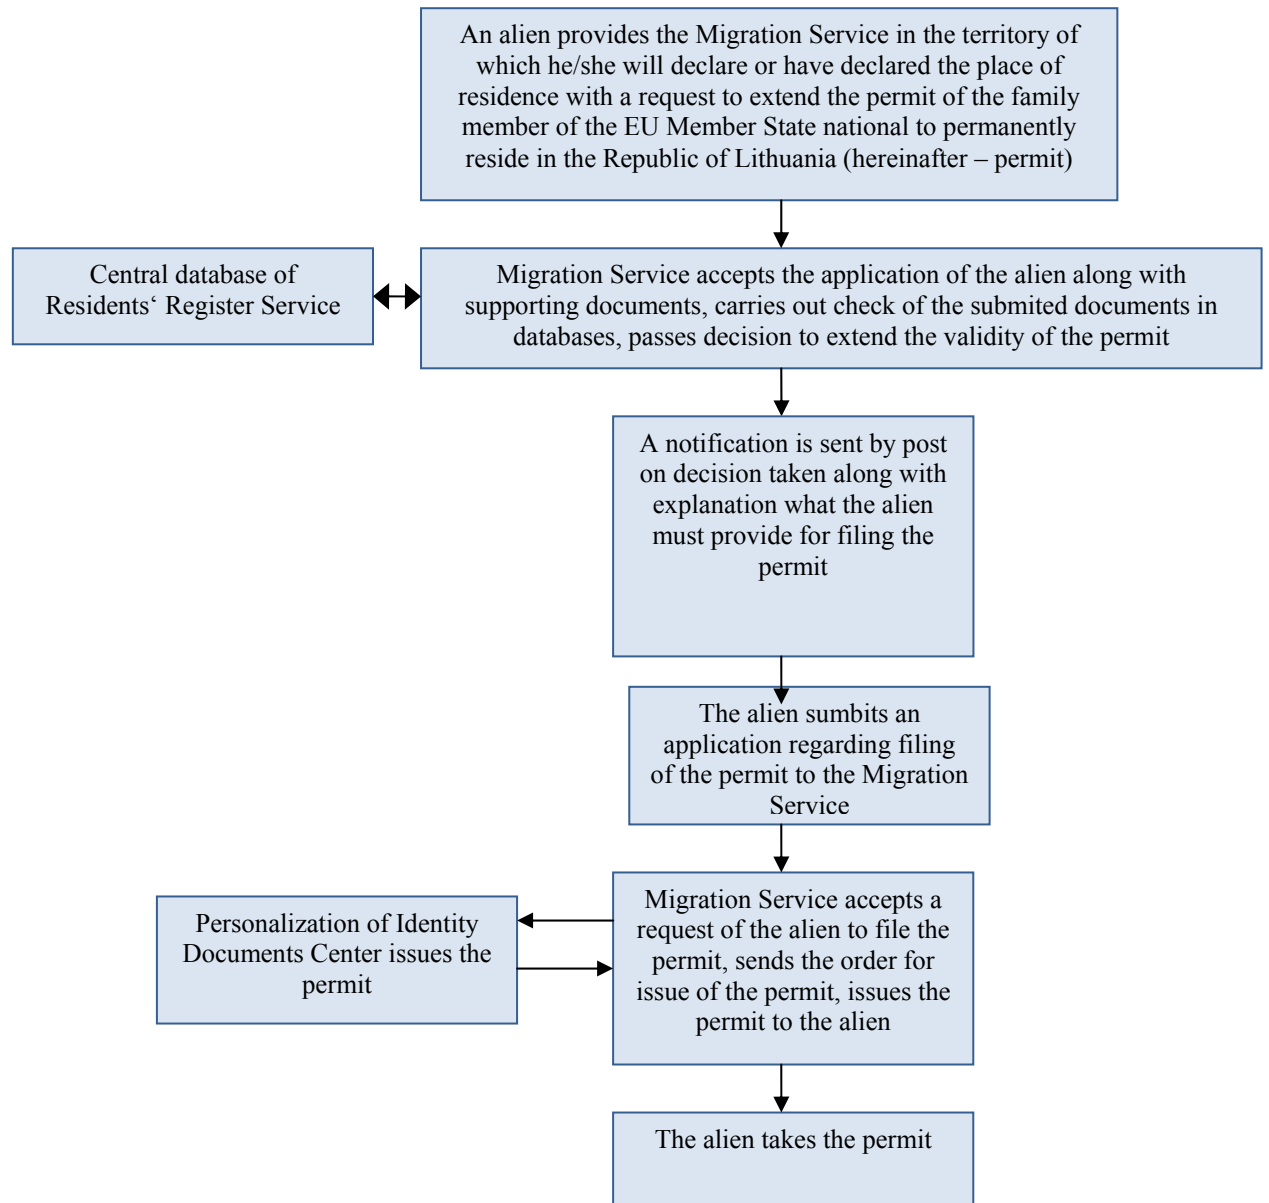 An alien provides the Migration Service in the territory of
which he/she will declare or have declared the place of
residence with a request to extend the permit of the family
member of the EU Member State national to permanently
reside in the Republic of Lithuania (hereinafter – permit)
Central database of
Residents‘ Register Service
Migration Service accepts the application of the alien along with
supporting documents, carries out check of the submited documents in
databases, passes decision to extend the validity of the permit
A notification is sent by post
on decision taken along with
explanation what the alien
must provide for filing the
permit
The alien sumbits an
application regarding filing
of the permit to the Migration
Service
Personalization of Identity
Documents Center issues the
permit
Migration Service accepts a
request of the alien to file the
permit, sends the order for
issue of the permit, issues the
permit to the alien
The alien takes the permit